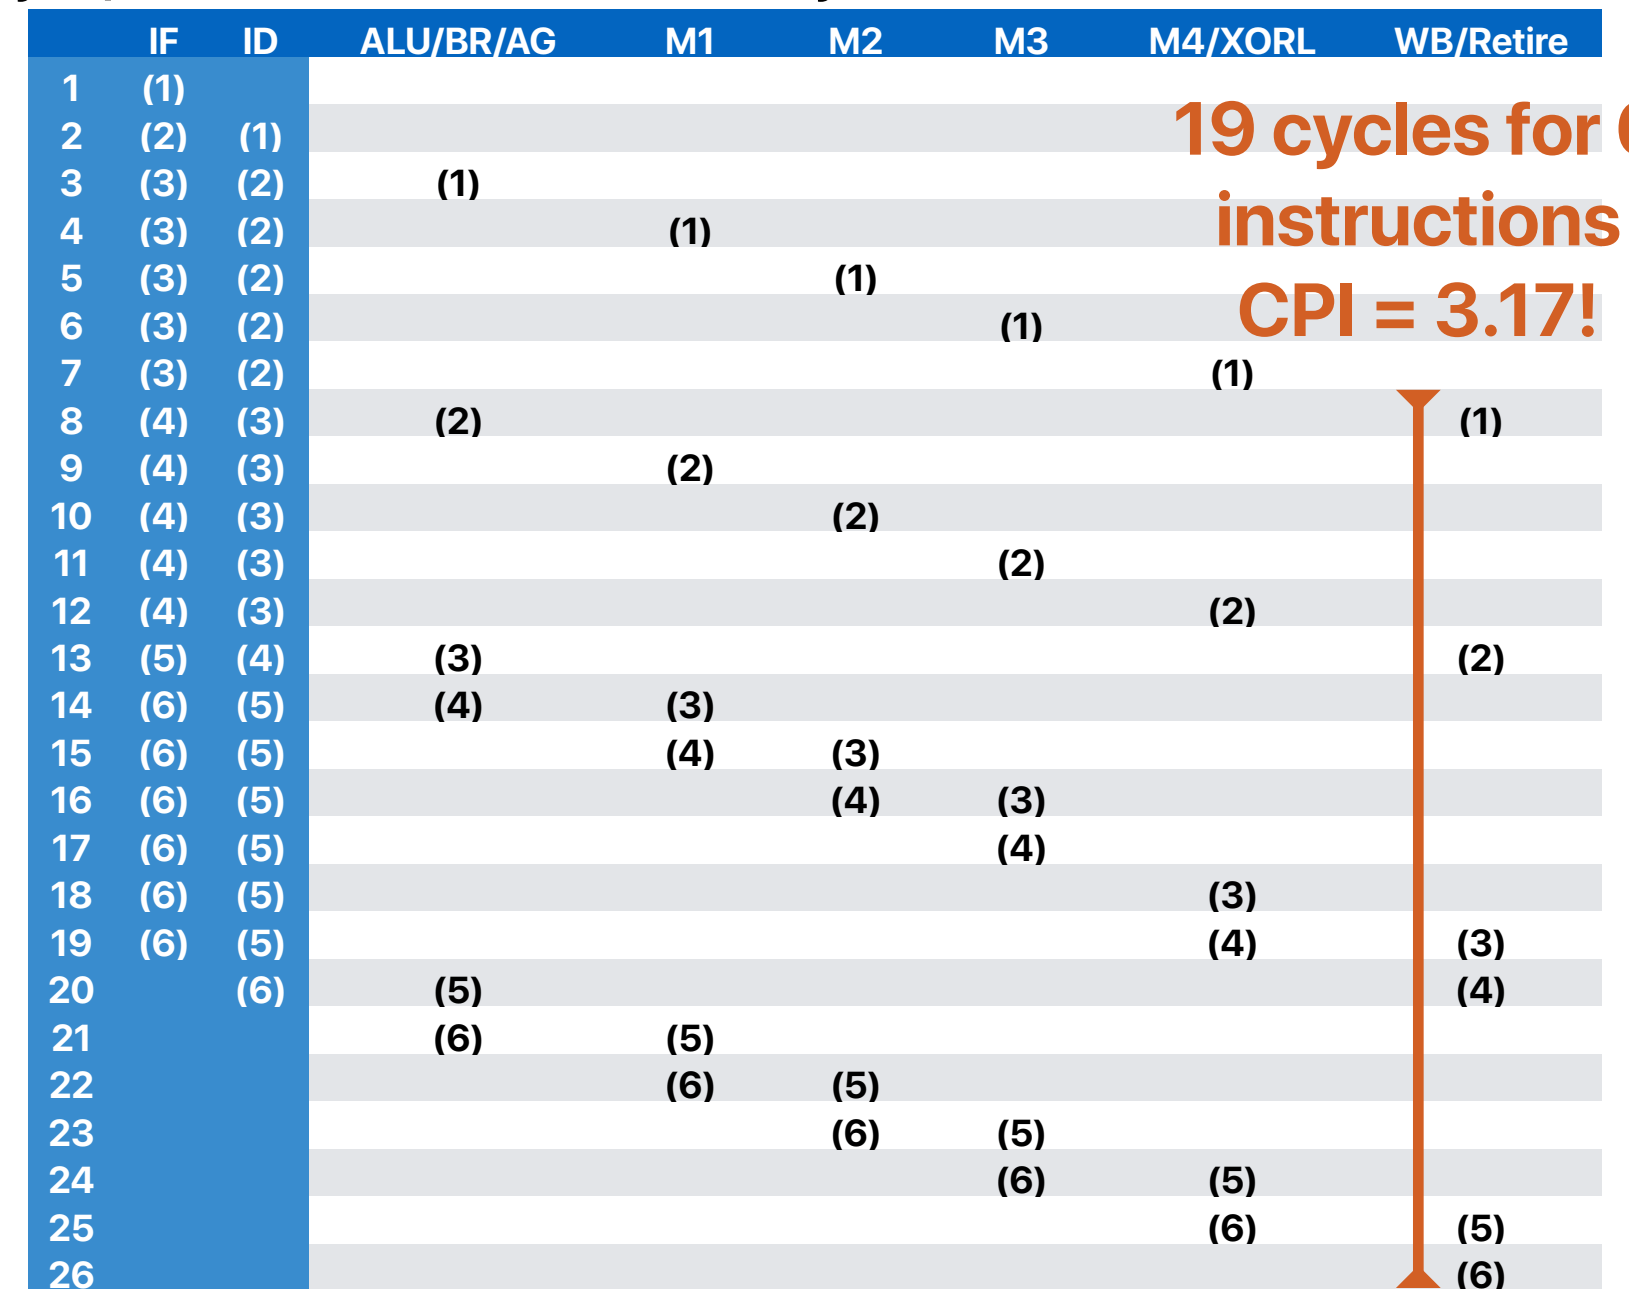 IF ID ALU/BR/AG M1 M2 M3 M4/XORL WB/Retire
1 (1)
2 (2) (1)
3 (3) (2) (1)
4 (3) (2) (1)
5 (3) (2) (1)
6 (3) (2) (1)
7 (3) (2) (1)
8 (4) (3) (2) (1)
9 (4) (3) (2)
10 (4) (3) (2)
11 (4) (3) (2)
12 (4) (3) (2)
13 (5) (4) (3) (2)
14 (6) (5) (4) (3)
15 (6) (5) (4) (3)
16 (6) (5) (4) (3)
17 (6) (5) (4)
18 (6) (5) (3)
19 (6) (5) (4) (3)
20 (6) (5) (4)
21 (6) (5)
22 (6) (5)
23 (6) (5)
24 (6) (5)
25 (6) (5)
26 (6)
19 cycles for
instructions
CPI = 3.17!